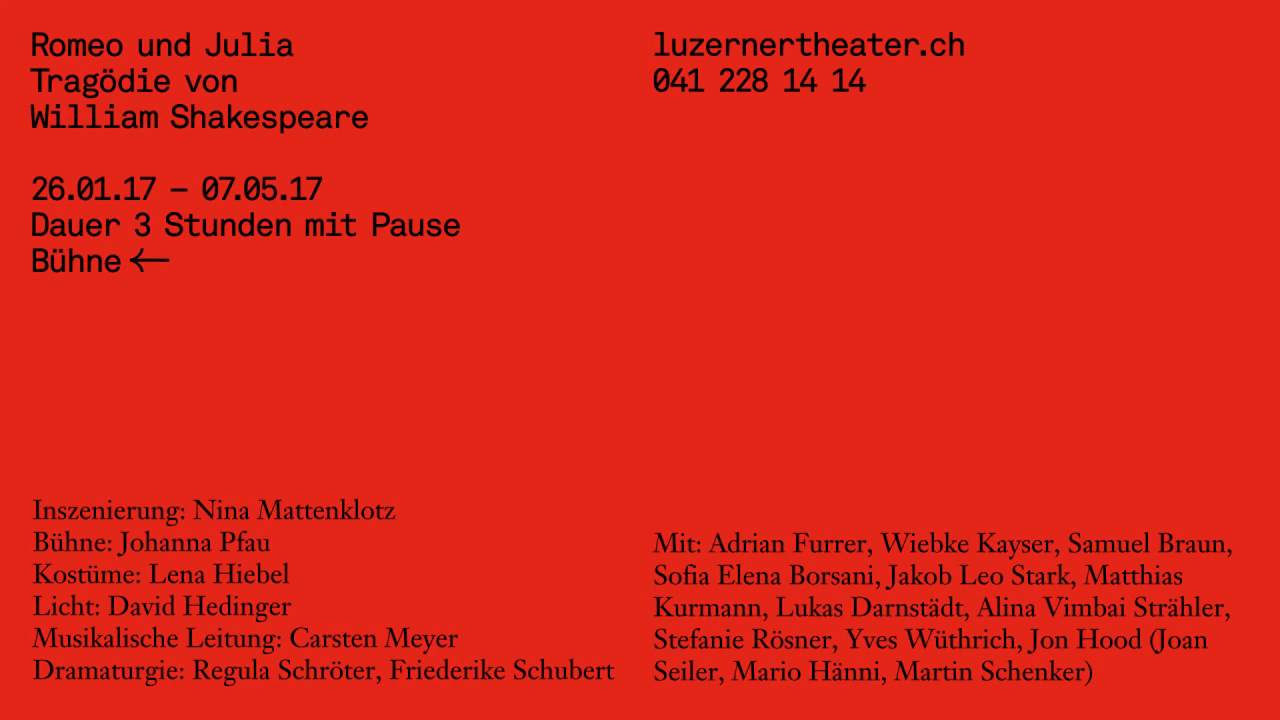 Romeo und Julia
Tragödie von
William Shakespeare
26.01.17 – 07.05.17
Dauer 3 Stunden mit Pause
Bühne ←
luzernertheater.ch
041 228 14 14
Inszenierung: Nina Mattenklotz
Bühne: Johanna Pfau
Kostüme: Lena Hiebel
Licht: David Hedinger
Musikalische Leitung: Carsten Meyer
Dramaturgie: Regula Schröter, Friederike Schubert
Mit: Adrian Furrer, Wiebke Kayser, Samuel Braun,
Sofia Elena Borsani, Jakob Leo Stark, Matthias
Kurmann, Lukas Darnstädt, Alina Vimbai Strähler,
Stefanie Rösner, Yves Wüthrich, Jon Hood (Joan
Seiler, Mario Hänni, Martin Schenker)